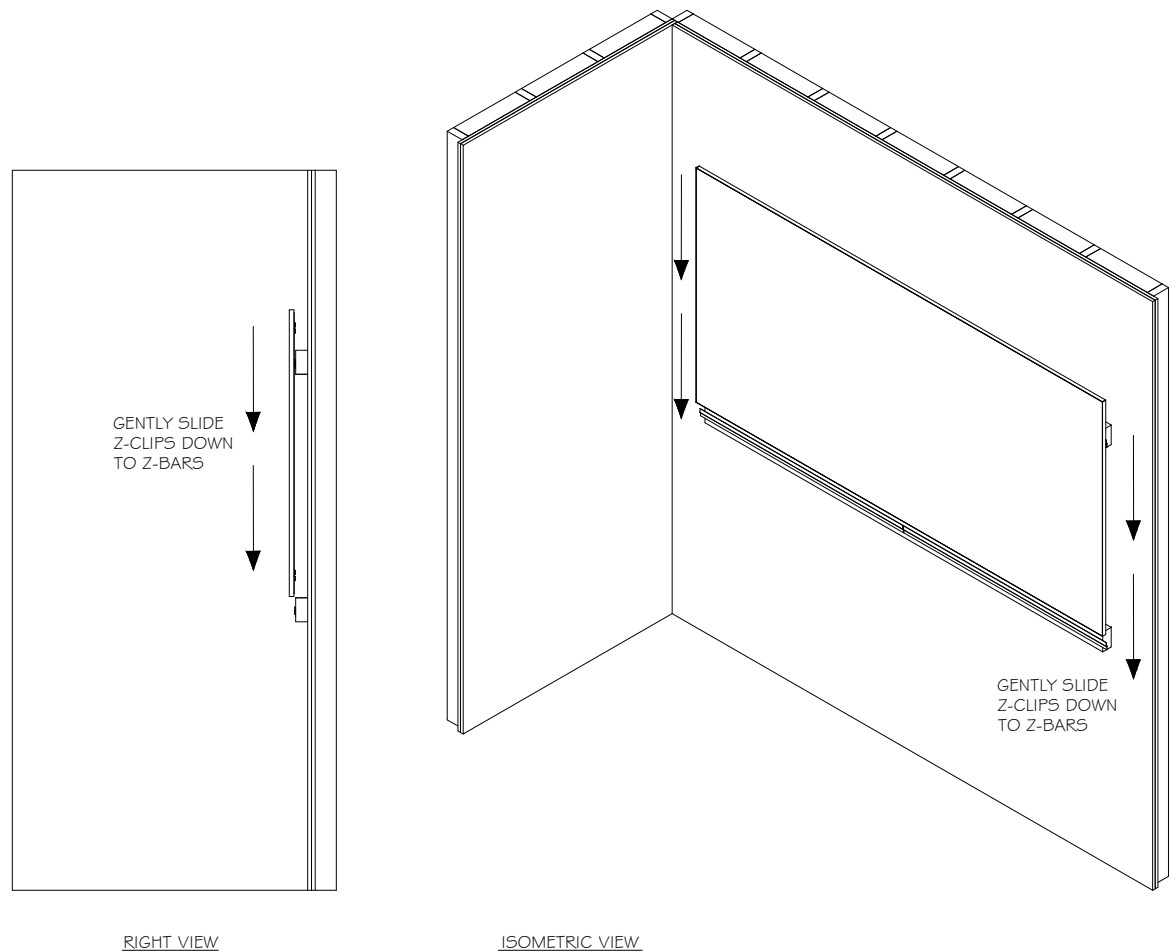 GENTLY SLIDE
Z-CLIPS DOWN
TO Z-BARS
GENTLY SLIDE
Z-CLIPS DOWN
TO Z-BARS
RIGHT VIEW
ISOMETRIC VIEW